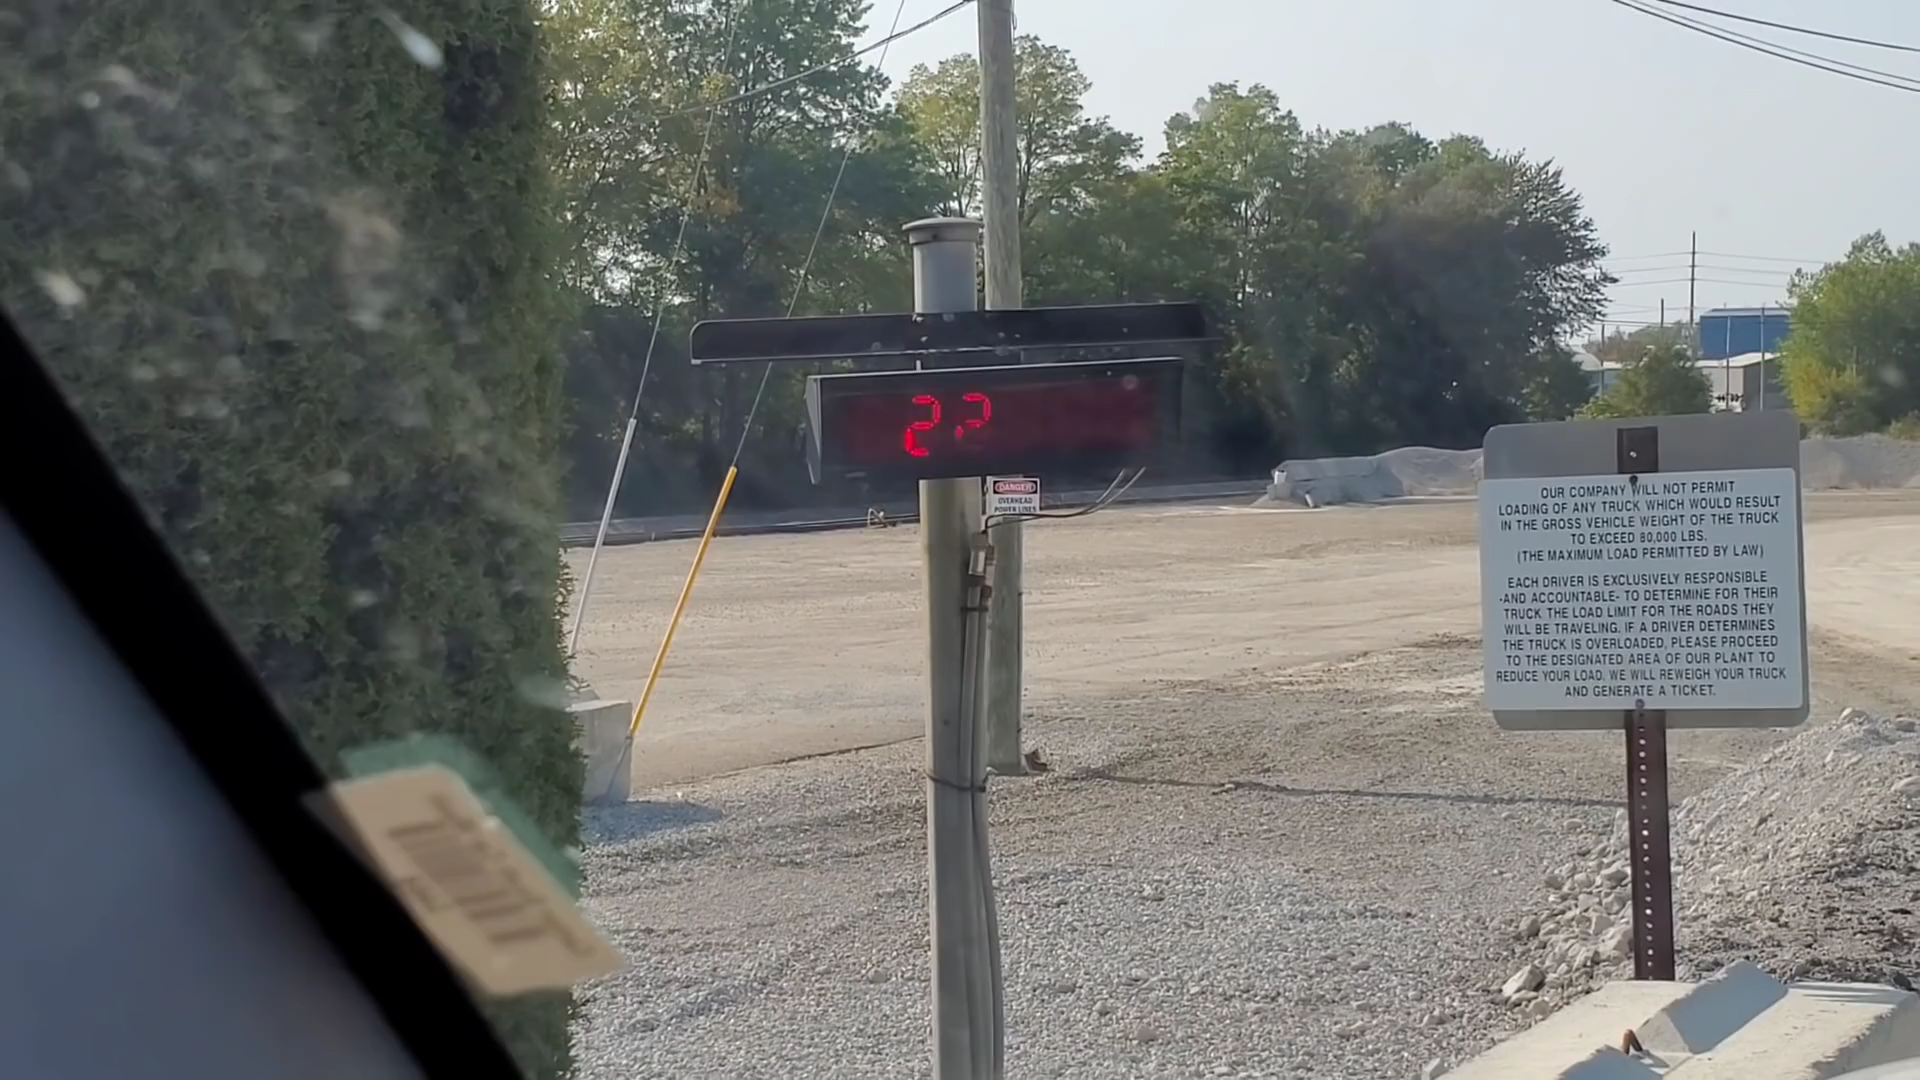 22
DANGER
OVERHEAD
POWER LINES
OUR COMPANY WILL NOT PERMIT
LOADING OF ANY TRUCK WHICH WOULD RESULT
IN THE GROSS VEHICLE WEIGHT OF THE TRUCK
TO EXCEED 80,000 LBS.
(THE MAXIMUM LOAD PERMITTED BY LAW)
EACH DRIVER IS EXCLUSIVELY RESPONSIBLE
-AND ACCOUNTABLE- TO DETERMINE FOR THEIR
TRUCK THE LOAD LIMIT FOR THE ROADS THEY
WILL BE TRAVELING. IF A DRIVER DETERMINES
THE TRUCK IS OVERLOADED, PLEASE PROCEED
TO THE DESIGNATED AREA OF OUR PLANT TO
REDUCE YOUR LOAD. WE WILL REWEIGH YOUR TRUCK
AND GENERATE A TICKET.